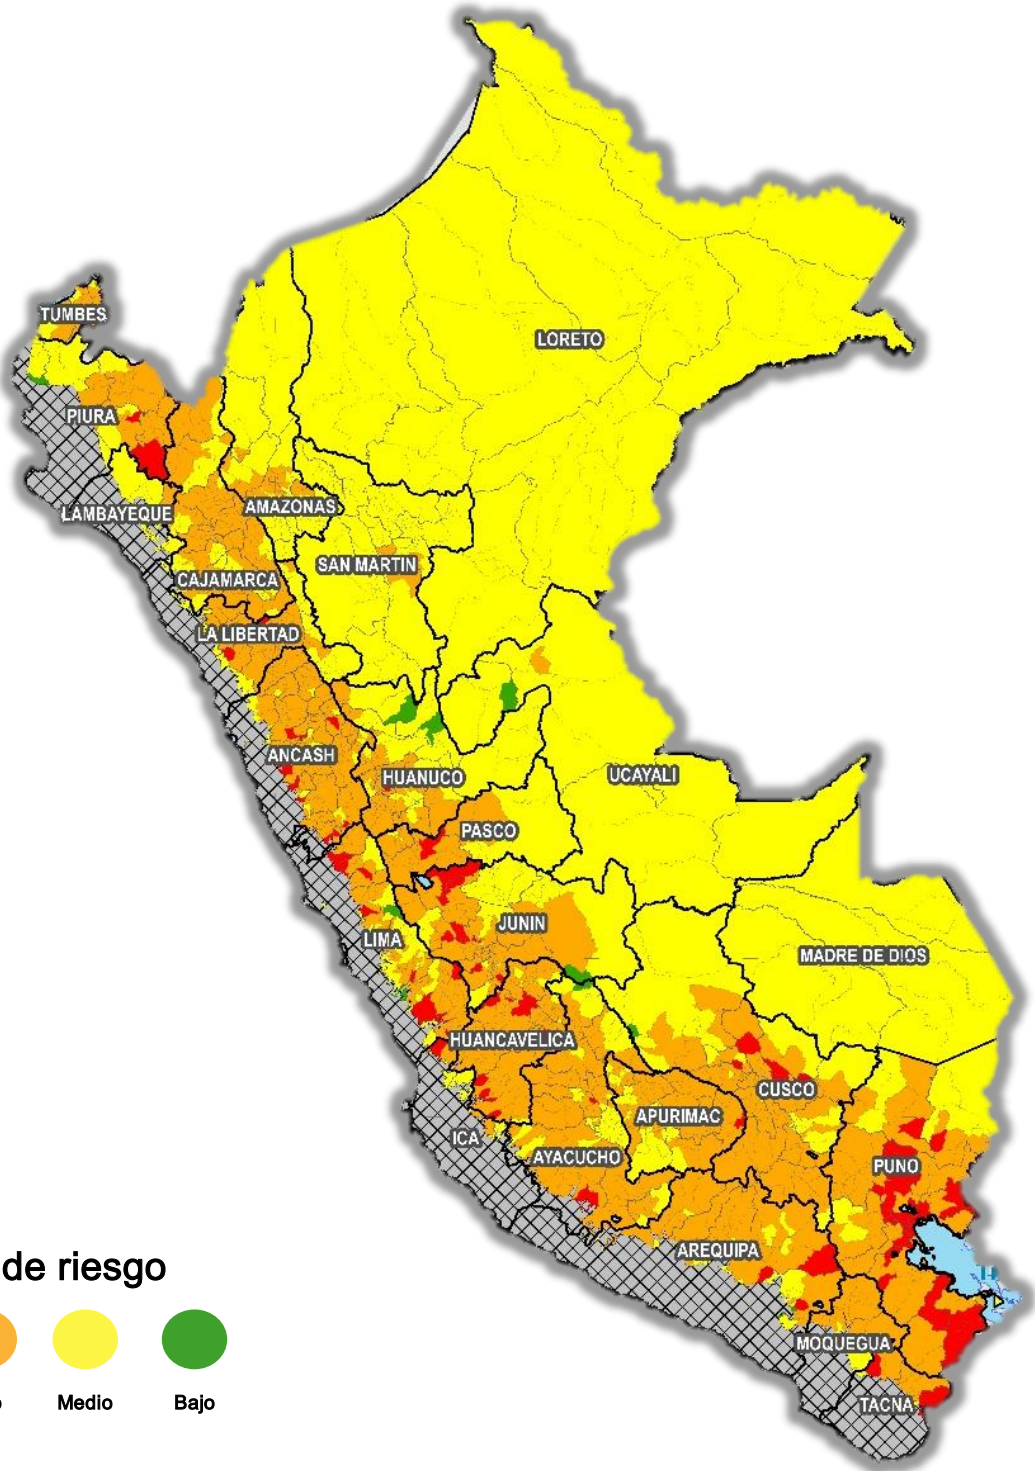 TUMBES
LORETO
PIURA
LAMBAYEQUE
AMAZONAS
SAN MARTIN
CAJAMARCA
LA LIBERTAD
ANCASH
HUANUCO
UCAYALI
PASCO
JUNIN
LIMA
MADRE DE DIOS
HUANCAVELICA
CUSCO
APURIMAC
ICA
AYACUCHO
PUNO
AREQUIPA
MOQUEGUA
TACNA
de riesgo
Medio Bajo